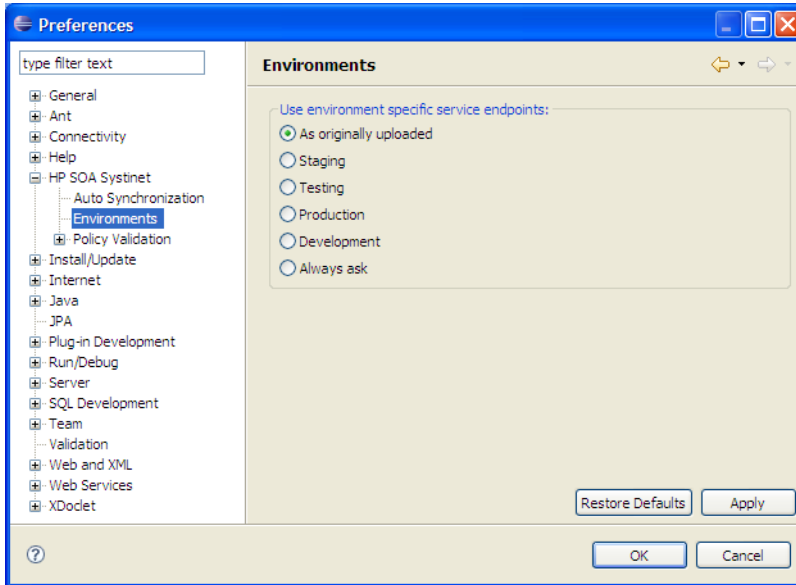 Preferences
type filter text
General
Ant
Connectivity
Help
HP SOA Systinet
Auto Synchronization
Environments
Policy Validation
Install/Update
Internet
Java
JPA
Plug-in Development
Run/Debug
Server
SQL Development
Team
Validation
Web and XML
Web Services
XDoclet
Environments
Use environment specific service endpoints:
As originally uploaded
Staging
Testing
Production
Development
Always ask
Restore Defaults
Apply
OK
Cancel